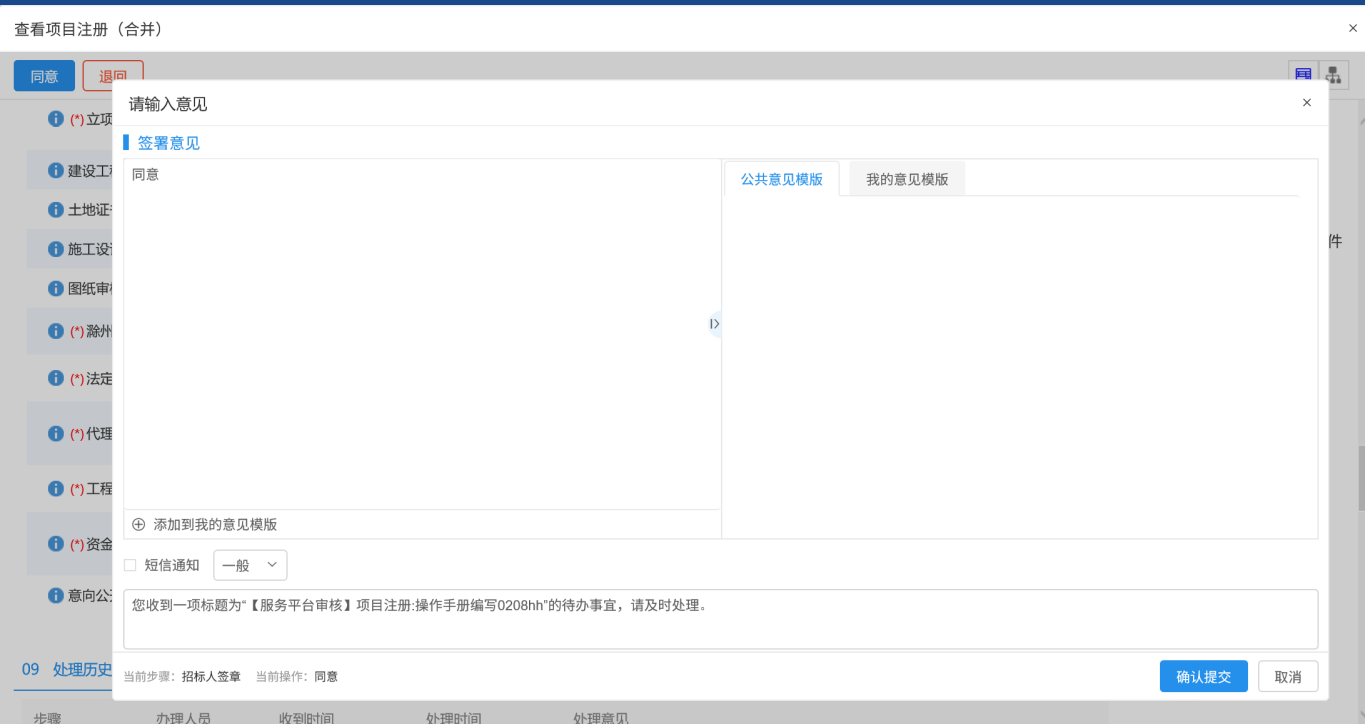 查看项目注册（合并）
同意
退回
请输入意见
(*)立项
签署意见
同意
公共意见模版
我的意见模版
建设工
土地证
施工设
件
图纸审
(*)滁州
(*)法定
(*)代理
(*)工程
添加到我的意见模版
(*)资金
短信通知
一般
意向公
您收到一项标题为“【服务平台审核】项目注册:操作手册编写0208hh”的待办事宜，请及时处理。
09 处理历史
当前步骤：招标人签章 当前操作：同意
确认提交
取消
步骤 办理人员 收到时间 处理时间 处理意见